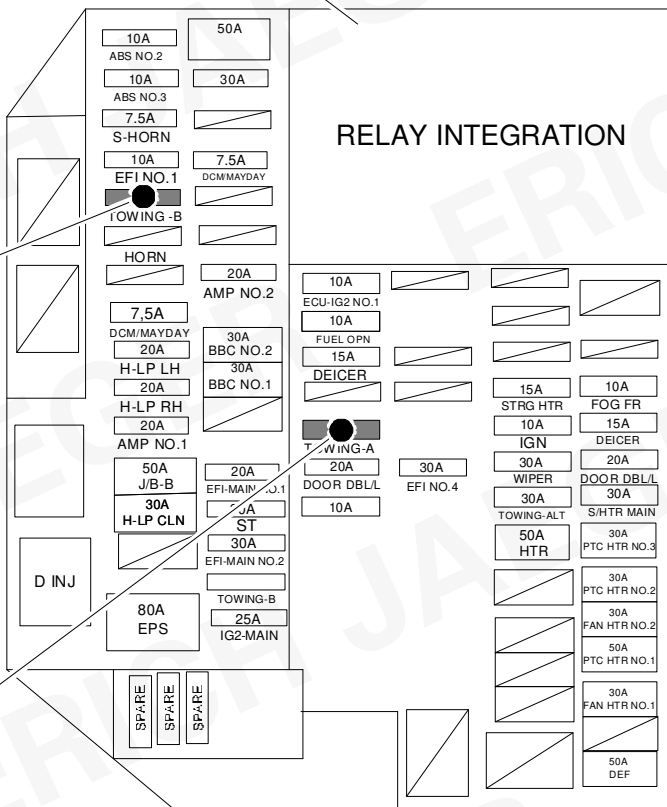 10A
ABS NO.2
50A
10A
ABS NO.3
30A
7.5A
S-HORN
10A
EFI NO.1
7.5A
DCM/MAYDAY
TOWING -B
HORN
20A
AMP NO.2
7,5A
DCM/MAYDAY
20A
H-LP LH
30A
BBC NO.2
30A
BBC NO.1
20A
H-LP RH
20A
AMP NO.1
50A
J/B-B
30A
H-LP CLN
20A
EFI-MAIN NO.1
ST
30A
EFI-MAIN NO.2
TOWING-B
25A
IG2-MAIN
D INJ
80A
EPS
SPARE
SPARE
SPARE
RELAY INTEGRATION
10A
ECU-IG2 NO.1
10A
FUEL OPN
15A
DEICER
TOWING-A
20A
DOOR DBL/L
10A
30A
EFI NO.4
15A
STRG HTR
10A
IGN
30A
WIPER
30A
TOWING-ALT
50A
HTR
10A
FOG FR
15A
DEICER
20A
DOOR DBL/L
30A
S/HTR MAIN
30A
PTC HTR NO.3
30A
PTC HTR NO.2
30A
FAN HTR NO.2
50A
PTC HTR NO.1
30A
FAN HTR NO.1
50A
DEF
ERICH JAEGER